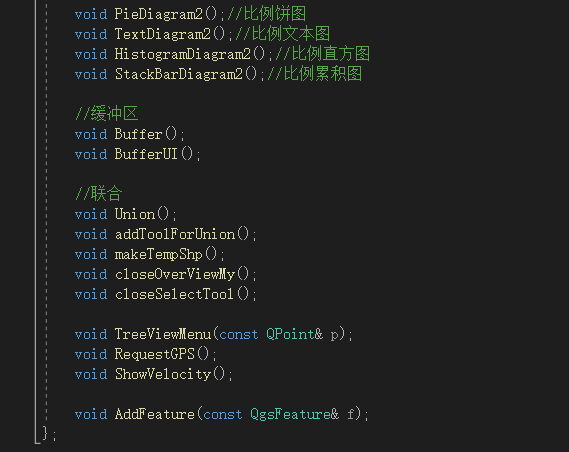 void PieDiagram2();//比例饼图
void TextDiagram2();//比例文本图
void HistogramDiagram2();//比例直方图
void StackBarDiagram2();//比例累积图
//缓冲区
void Buffer();
void BufferUI();
//联合
void Union();
void addToolForUnion();
void makeTempShp();
void closeOverViewMy();
void closeSelectTool();
void TreeViewMenu(const QPoint& p);
void RequestGPS();
void ShowVelocity();
void AddFeature(const QgsFeature& f);
};